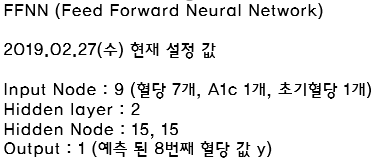 FFNN (Feed Forward Neural Network)
2019.02.27(수) 현재 설정 값
Input Node : 9 (혈당 7개, A1c 1개, 초기혈당 1개)
Hidden layer : 2
Hidden Node : 15, 15
Output : 1 (예측 된 8번째 혈당 값 y)